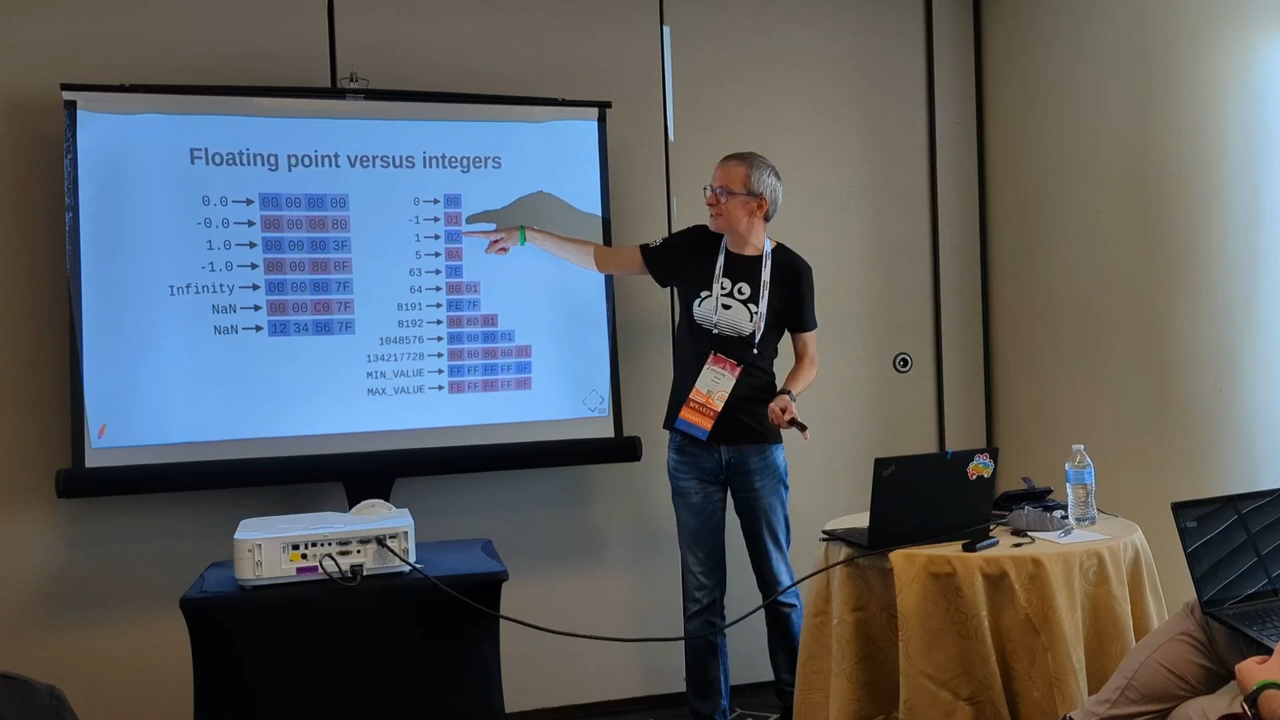 Floating point versus integers
0.0 → 00 00 00 00
-0.0 → 00 00 00 80
1.0 → 00 00 80 3F
-1.0 → 00 00 80 BF
Infinity → 00 00 80 7F
NaN → 00 00 C0 7F
NaN → 12 34 56 7F
0 → 00
-1 → 01
1 → 02
5 → 0A
63 → 7E
64 → 80 01
8191 → FE 7F
8192 → 80 80 01
1048576 → 80 80 80 01
134217728 → 80 80 80 80 01
MIN_VALUE → FF FF FF FF 0F
MAX_VALUE → FE FF FF FF 0F
SPEAKER
COMMITTER